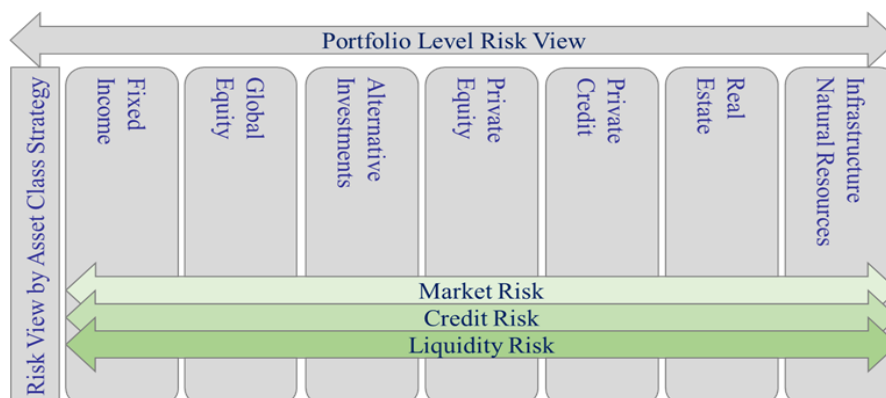 Portfolio Level Risk View
Risk View by Asset Class Strategy
Fixed
Income
Global
Equity
Alternative
Investments
Private
Equity
Private
Credit
Real
Estate
Infrastructure
Natural Resources
Market Risk
Credit Risk
Liquidity Risk